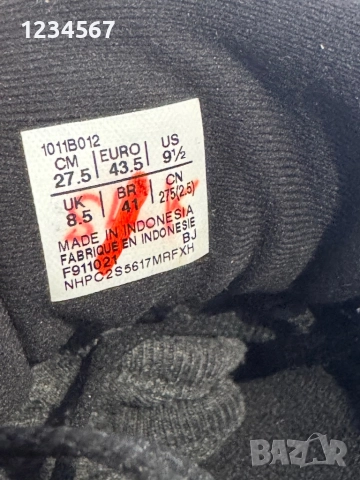 1234567
1011B012
CM EURO US
27.5 43.5 9½
UK BR CN
8.5 41 275(2.5)
MADE IN INDONESIA
FABRIQUE EN INDONESIE
F911021 BJ
NHPC2S5617MRFXH
BAZAR